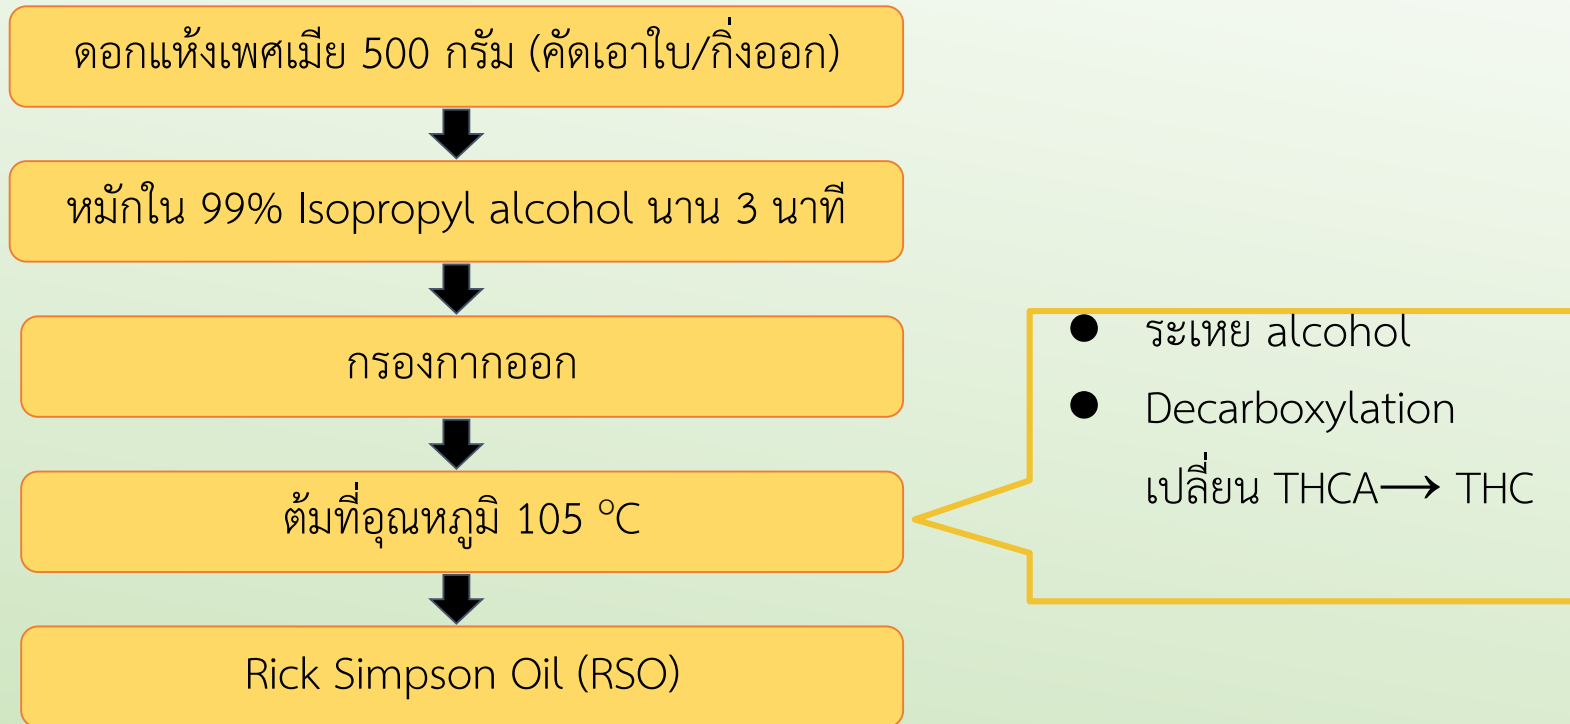 ดอกแห้งเพศเมีย 500 กรัม (คัดเอาใบ/กิ่งออก)
หมักใน 99% Isopropyl alcohol นาน 3 นาที
กรองกากออก
ต้มที่อุณหภูมิ 105 °C
Rick Simpson Oil (RSO)
● ระเหย alcohol
● Decarboxylation
เปลี่ยน THCA→ THC